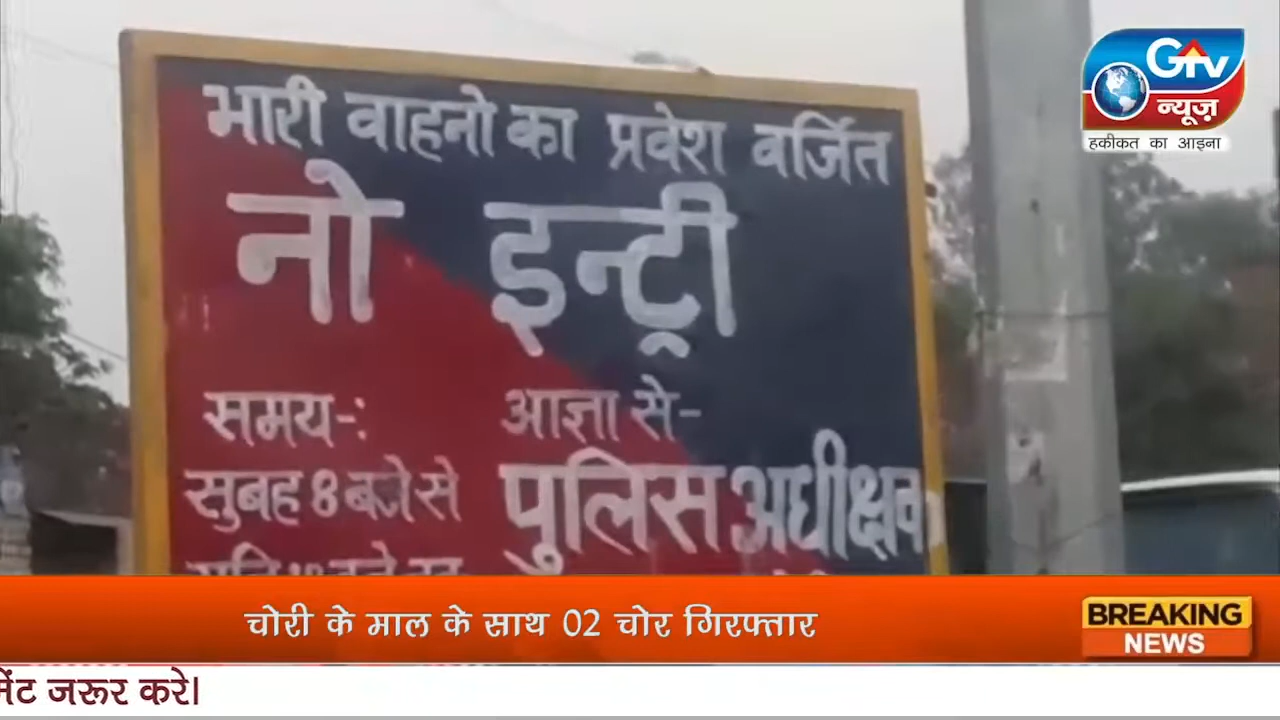 भारी वाहनो का प्रवेश वर्जित
नो इन्ट्री
समय-:
सुबह 8 बजे से
आज्ञा से-
पुलिस अधीक्षक
Gtv
न्यूज़
हकीकत का आइना
चोरी के माल के साथ 02 चोर गिरफ्तार
BREAKING
NEWS
जरूर करे।